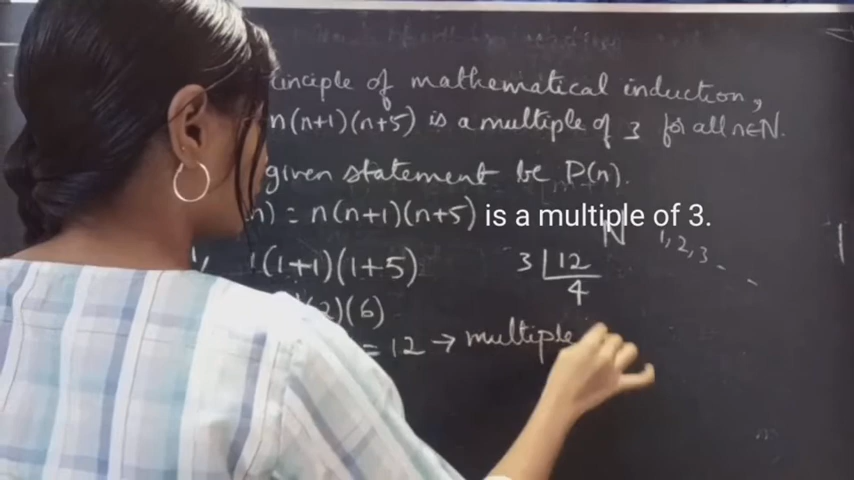 inciple of mathematical induction,
n(n+1)(n+5) is a multiple of 3 for all n∈N.
given statement be P(n).
n) = n(n+1)(n+5) is a multiple of 3.
N 1, 2, 3 - -
1(1+1)(1+5) 3 12
4
(2)(6)
= 12 → multiple